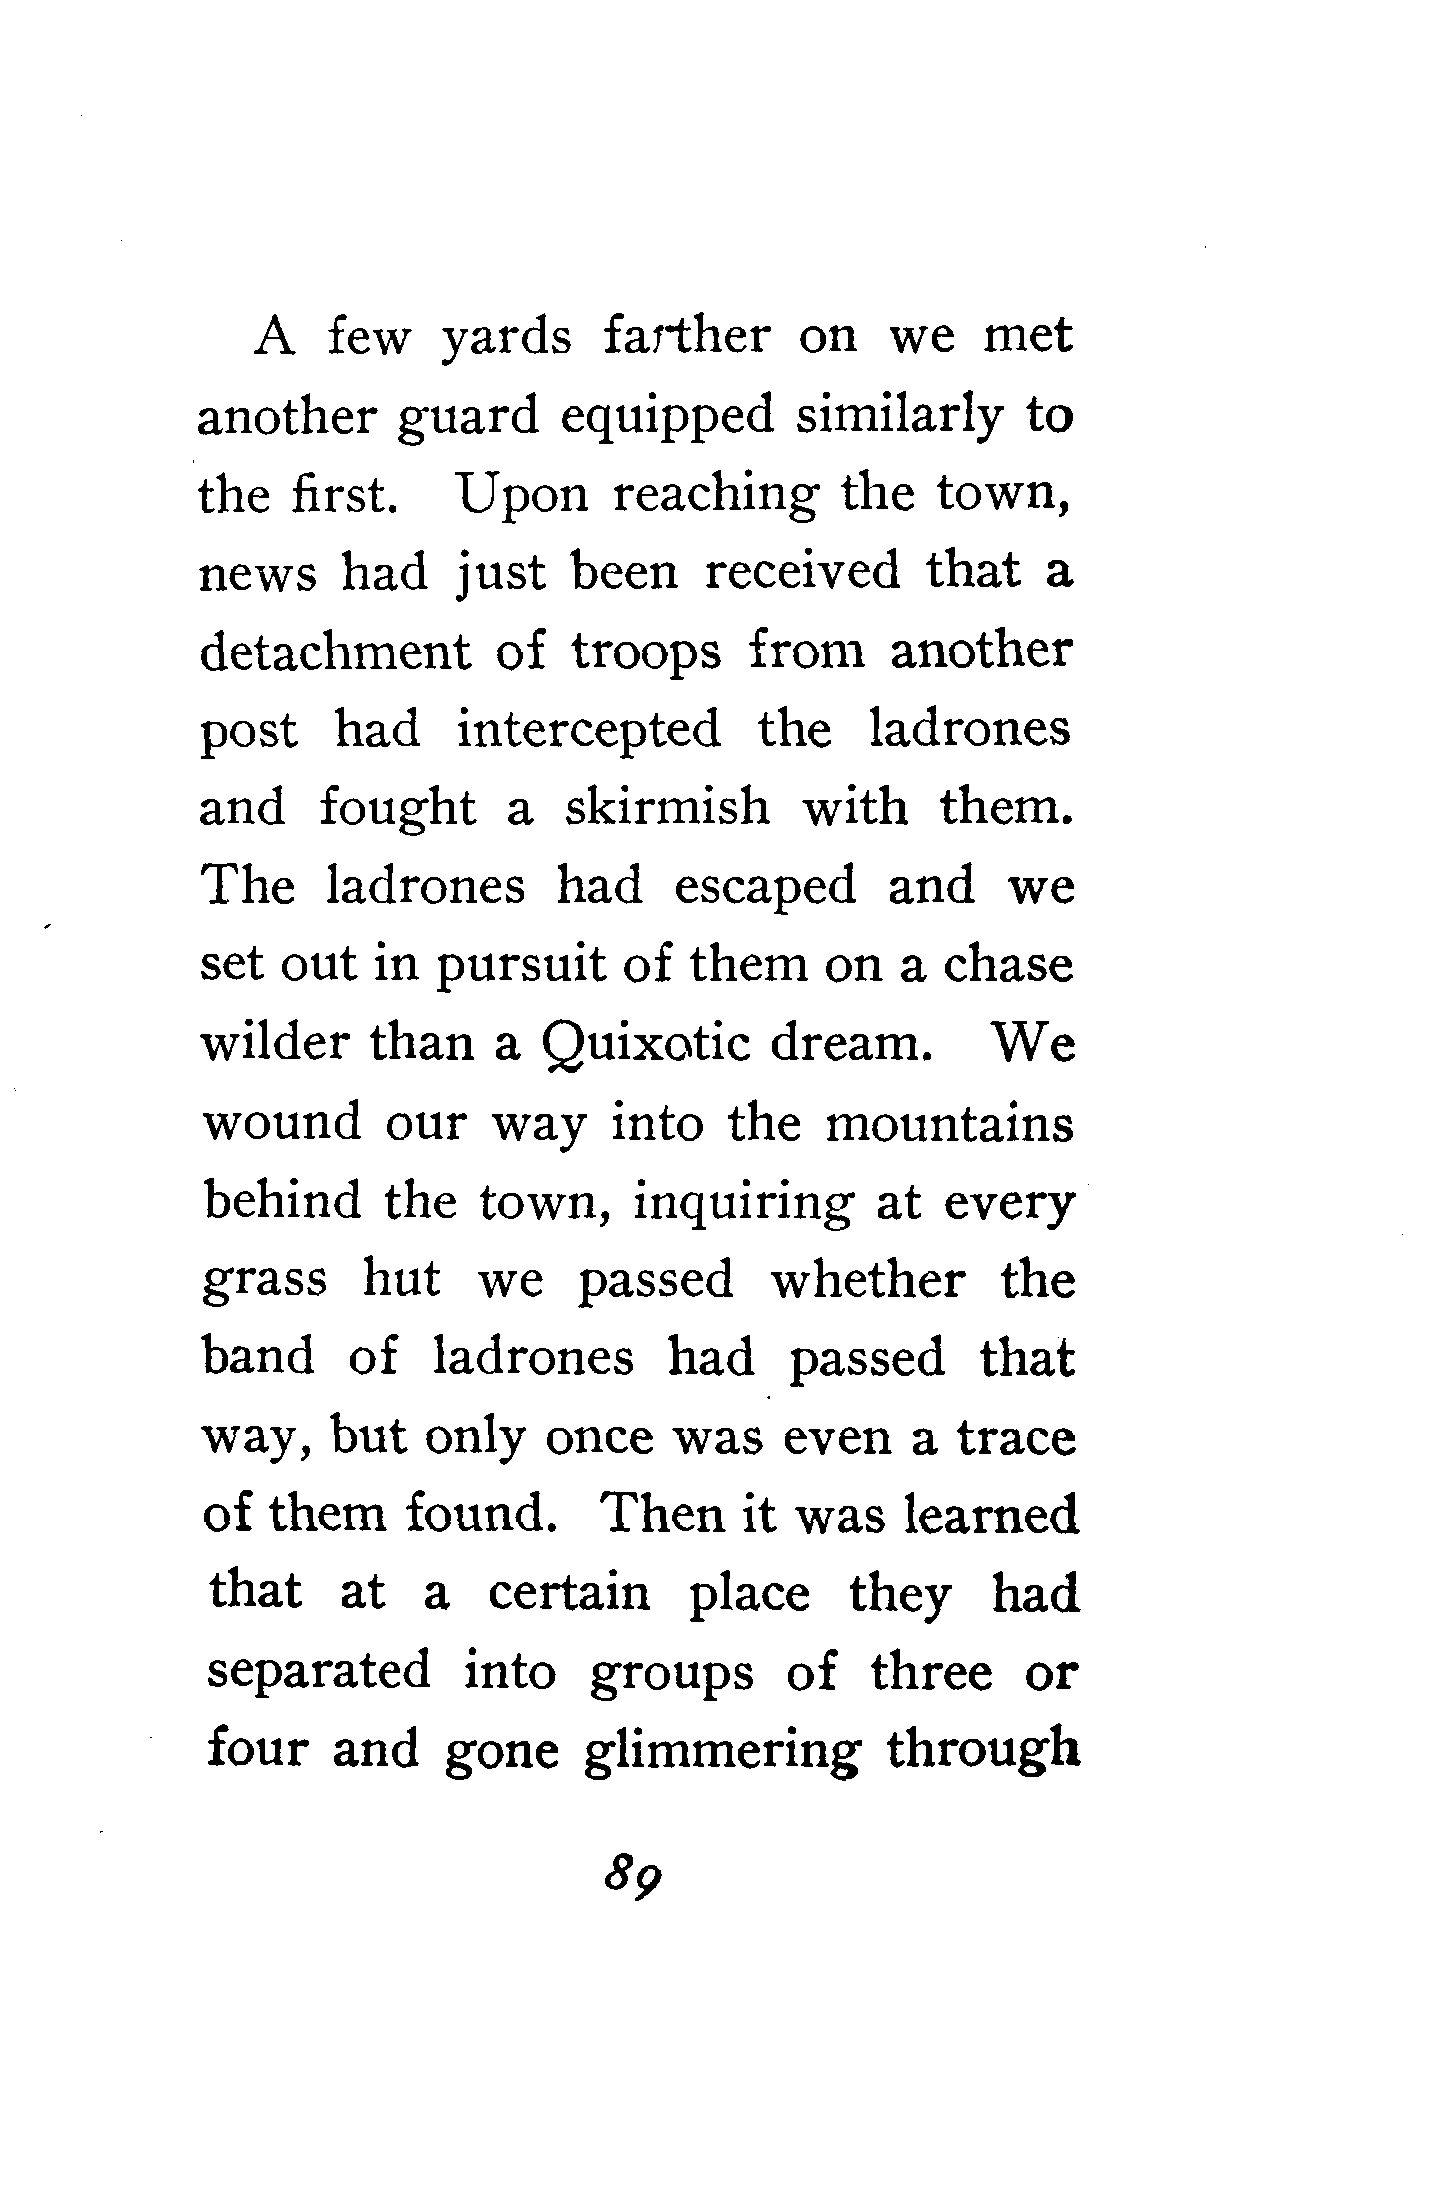 A few yards farther on we met
another guard equipped similarly to
the first. Upon reaching the town,
news had just been received that a
detachment of troops from another
post had intercepted the ladrones
and fought a skirmish with them.
The ladrones had escaped and we
set out in pursuit of them on a chase
wilder than a Quixotic dream. We
wound our way into the mountains
behind the town, inquiring at every
grass hut we passed whether the
band of ladrones had passed that
way, but only once was even a trace
of them found. Then it was learned
that at a certain place they had
separated into groups of three or
four and gone glimmering through
89